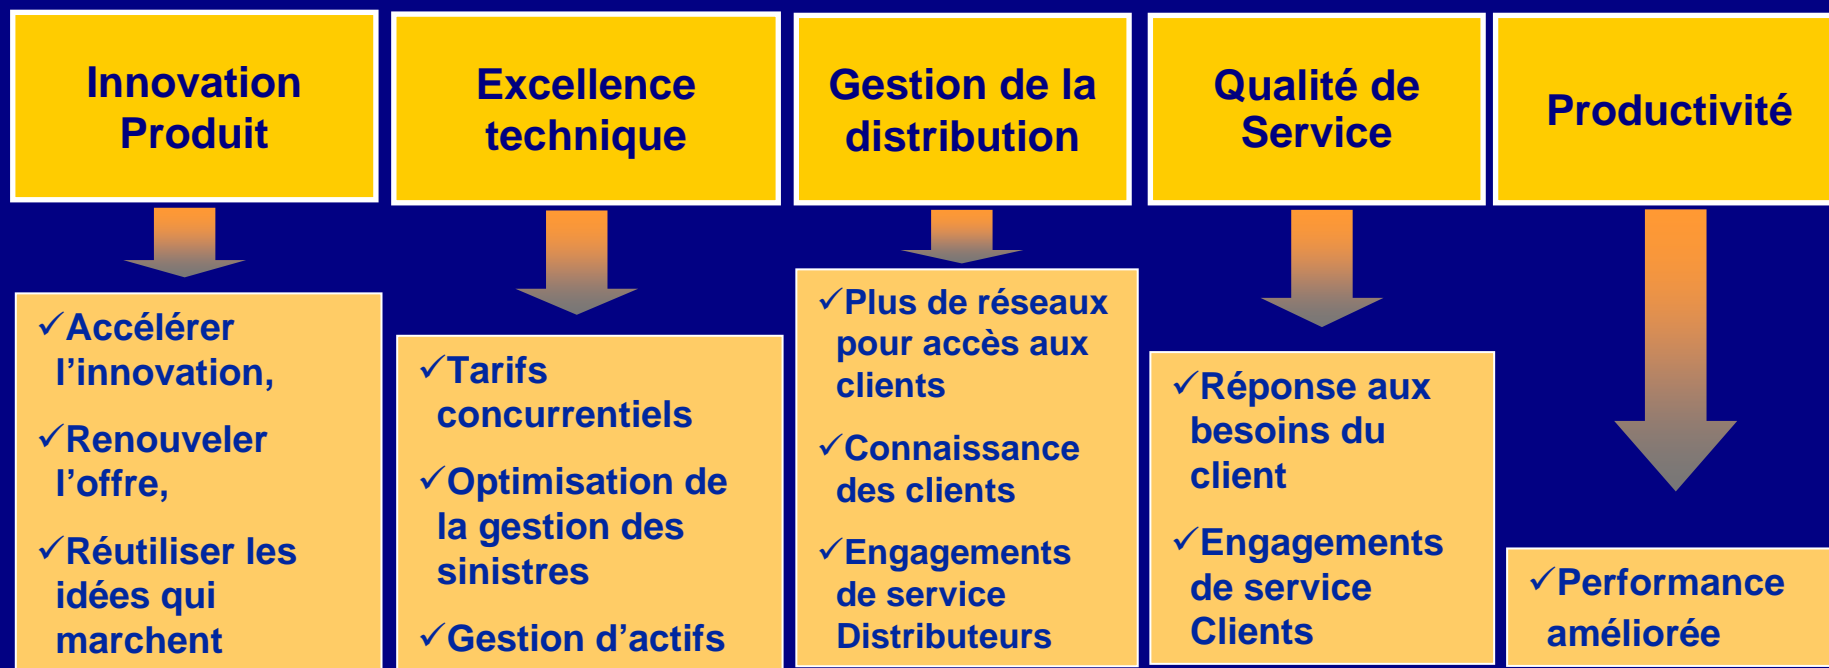 Innovation
Produit
Excellence
technique
Gestion de la
distribution
Qualité de
Service
Productivité
✓Accélérer
l’innovation,
✓Renouveler
l’offre,
✓Réutiliser les
idées qui
marchent
✓Tarifs
concurrentiels
✓Optimisation de
la gestion des
sinistres
✓Gestion d’actifs
✓Plus de réseaux
pour accès aux
clients
✓Connaissance
des clients
✓Engagements
de service
Distributeurs
✓Réponse aux
besoins du
client
✓Engagements
de service
Clients
✓Performance
améliorée